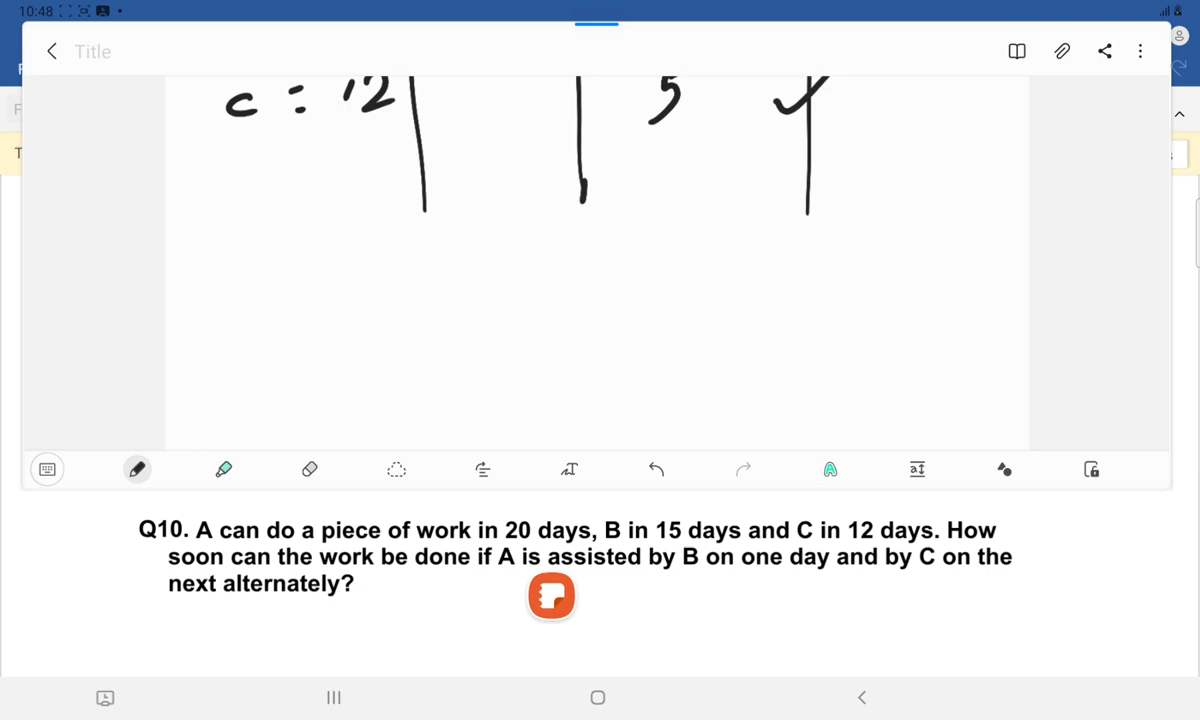 10:48
Title
c : 12 5
Q10. A can do a piece of work in 20 days, B in 15 days and C in 12 days. How
soon can the work be done if A is assisted by B on one day and by C on the
next alternately?